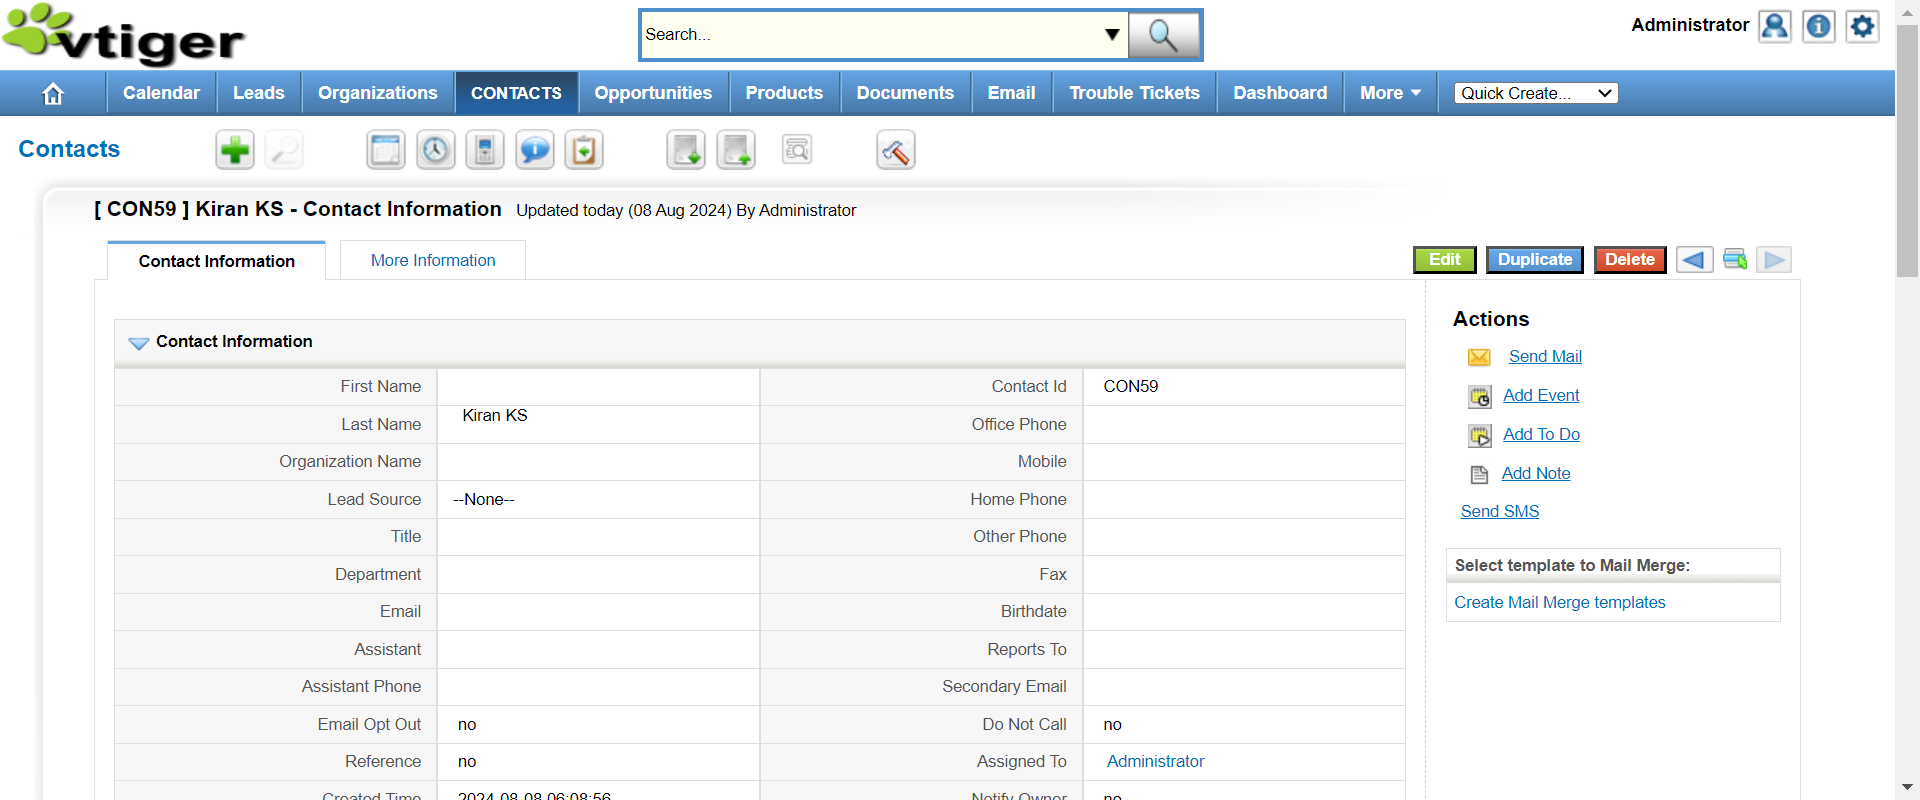 vtiger
Search...
Administrator
Calendar Leads Organizations CONTACTS Opportunities Products Documents Email Trouble Tickets Dashboard More Quick Create...
Contacts
[ CON59 ] Kiran KS - Contact Information Updated today (08 Aug 2024) By Administrator
Contact Information More Information Edit Duplicate Delete
Contact Information
First Name Contact Id CON59
Last Name Kiran KS Office Phone
Organization Name Mobile
Lead Source --None-- Home Phone
Title Other Phone
Department Fax
Email Birthdate
Assistant Reports To
Assistant Phone Secondary Email
Email Opt Out no Do Not Call no
Reference no Assigned To Administrator
Created Time 2024-08-08 06:08:56 Notify Owner no
Actions
Send Mail
Add Event
Add To Do
Add Note
Send SMS
Select template to Mail Merge:
Create Mail Merge templates